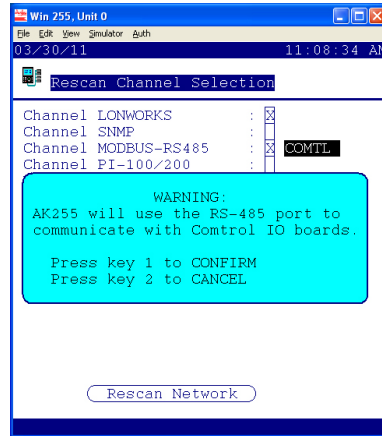 Win 255, Unit 0
File Edit View Simulator Auth
03/30/11 11:08:34 AM
Rescan Channel Selection
Channel LONWORKS : X
Channel SNMP :
Channel MODBUS-RS485 : X COMTL
Channel PI-100/200 :
WARNING:
AK255 will use the RS-485 port to
communicate with Comtrol IO boards.
Press key 1 to CONFIRM
Press key 2 to CANCEL
Rescan Network